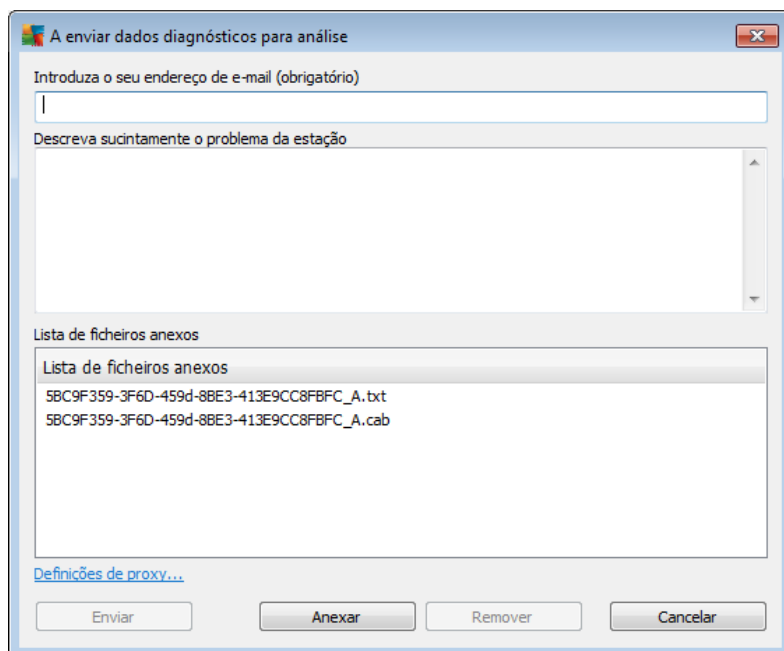 A enviar dados diagnósticos para análise
Introduza o seu endereço de e-mail (obrigatório)
Descreva sucintamente o problema da estação
Lista de ficheiros anexos
Lista de ficheiros anexos
5BC9F359-3F6D-459d-8BE3-413E9CC8FBFC_A.txt
5BC9F359-3F6D-459d-8BE3-413E9CC8FBFC_A.cab
Definições de proxy...
Enviar Anexar Remover Cancelar